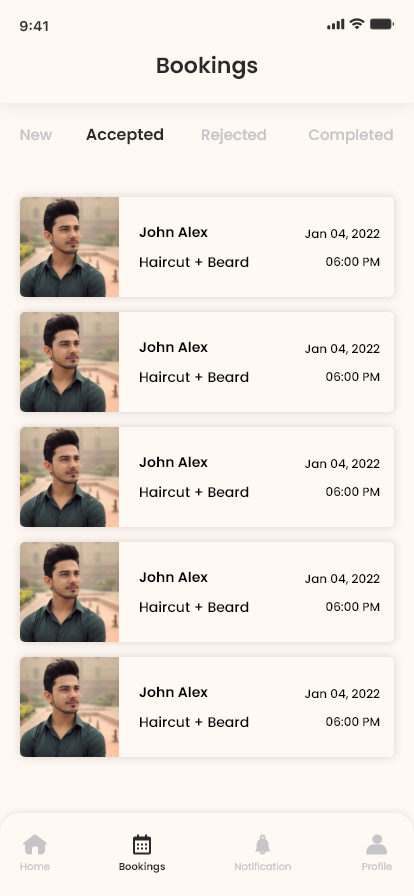 9:41
Bookings
New Accepted Rejected Completed
John Alex Jan 04, 2022
Haircut + Beard 06:00 PM
John Alex Jan 04, 2022
Haircut + Beard 06:00 PM
John Alex Jan 04, 2022
Haircut + Beard 06:00 PM
John Alex Jan 04, 2022
Haircut + Beard 06:00 PM
John Alex Jan 04, 2022
Haircut + Beard 06:00 PM
Home Bookings Notification Profile